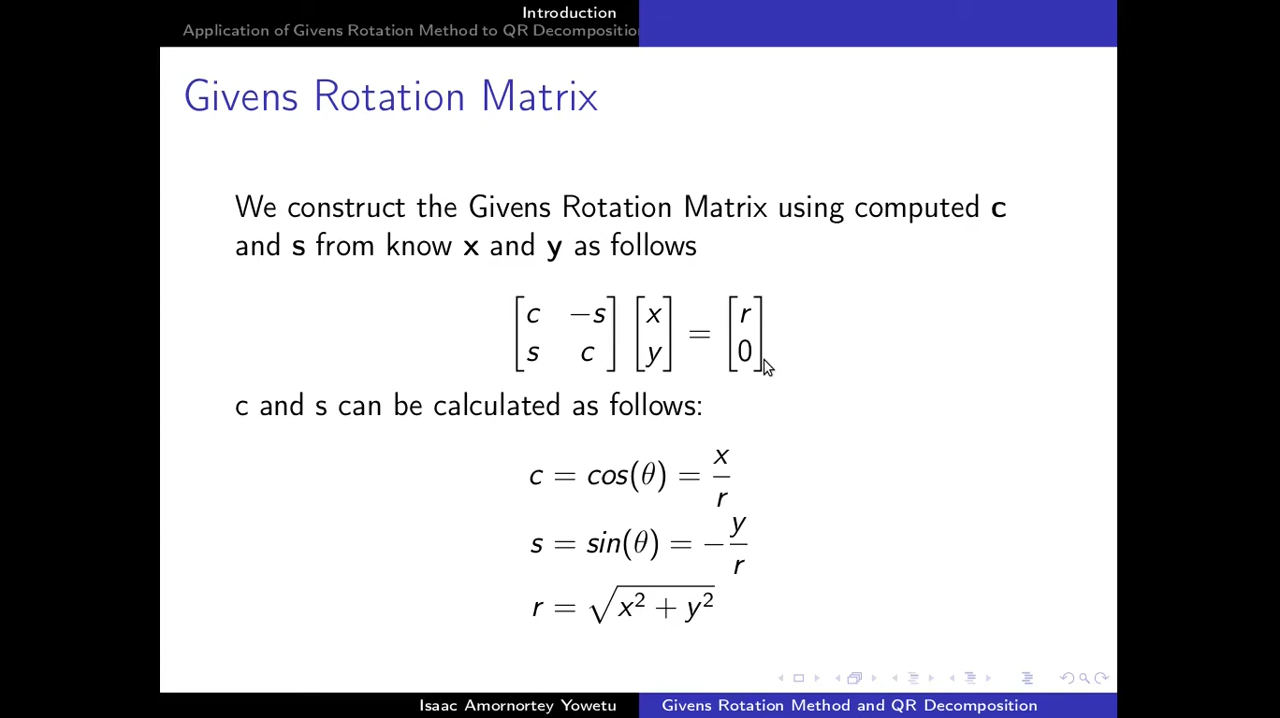 Introduction
Application of Givens Rotation Method to QR Decomposition
Givens Rotation Matrix
We construct the Givens Rotation Matrix using computed c
and s from know x and y as follows
[c −s; s c] [x; y] = [r; 0]
c and s can be calculated as follows:
c = cos(θ) = x/r
s = sin(θ) = −y/r
r = √(x² + y²)
Isaac Amornortey Yowetu
Givens Rotation Method and QR Decomposition